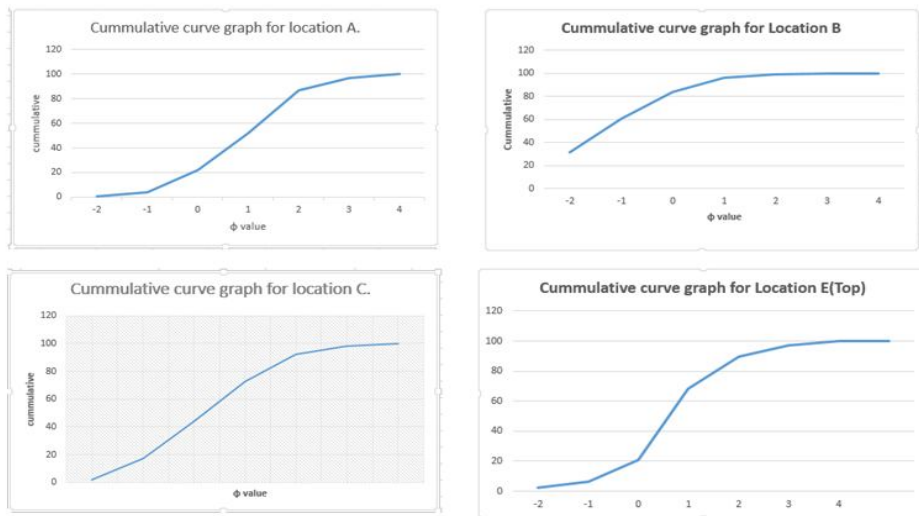 Cummulative curve graph for location A.
120
100
80
60
40
20
0
cummulative
-2 -1 0 1 2 3 4
ф value
Cummulative curve graph for Location B
120
100
80
60
40
20
0
Cummulative
-2 -1 0 1 2 3 4
ф value
Cummulative curve graph for location C.
120
100
80
60
40
20
0
cummulative
ф value
Cummulative curve graph for Location E(Top)
120
100
80
60
40
20
0
-2 -1 0 1 2 3 4